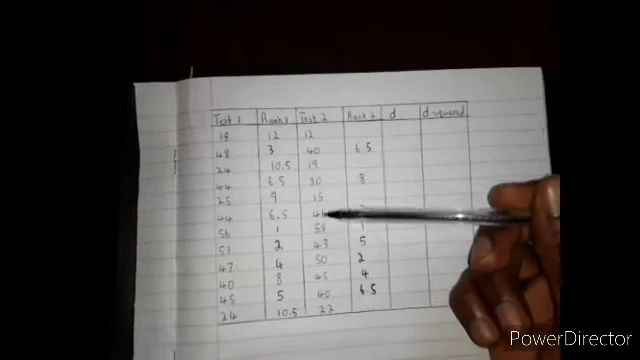 Test 1 Rank 1 Test 2 Rank 2 d d-squared
18 12 12
48 3 40 6.5
24 10.5 19
44 6.5 30 8
25 9 15
44 6.5
56 1 58 1
53 2 43 5
47 4 50 2
40 8 45 4
45 5 40 6.5
24 10.5 22
PowerDirector